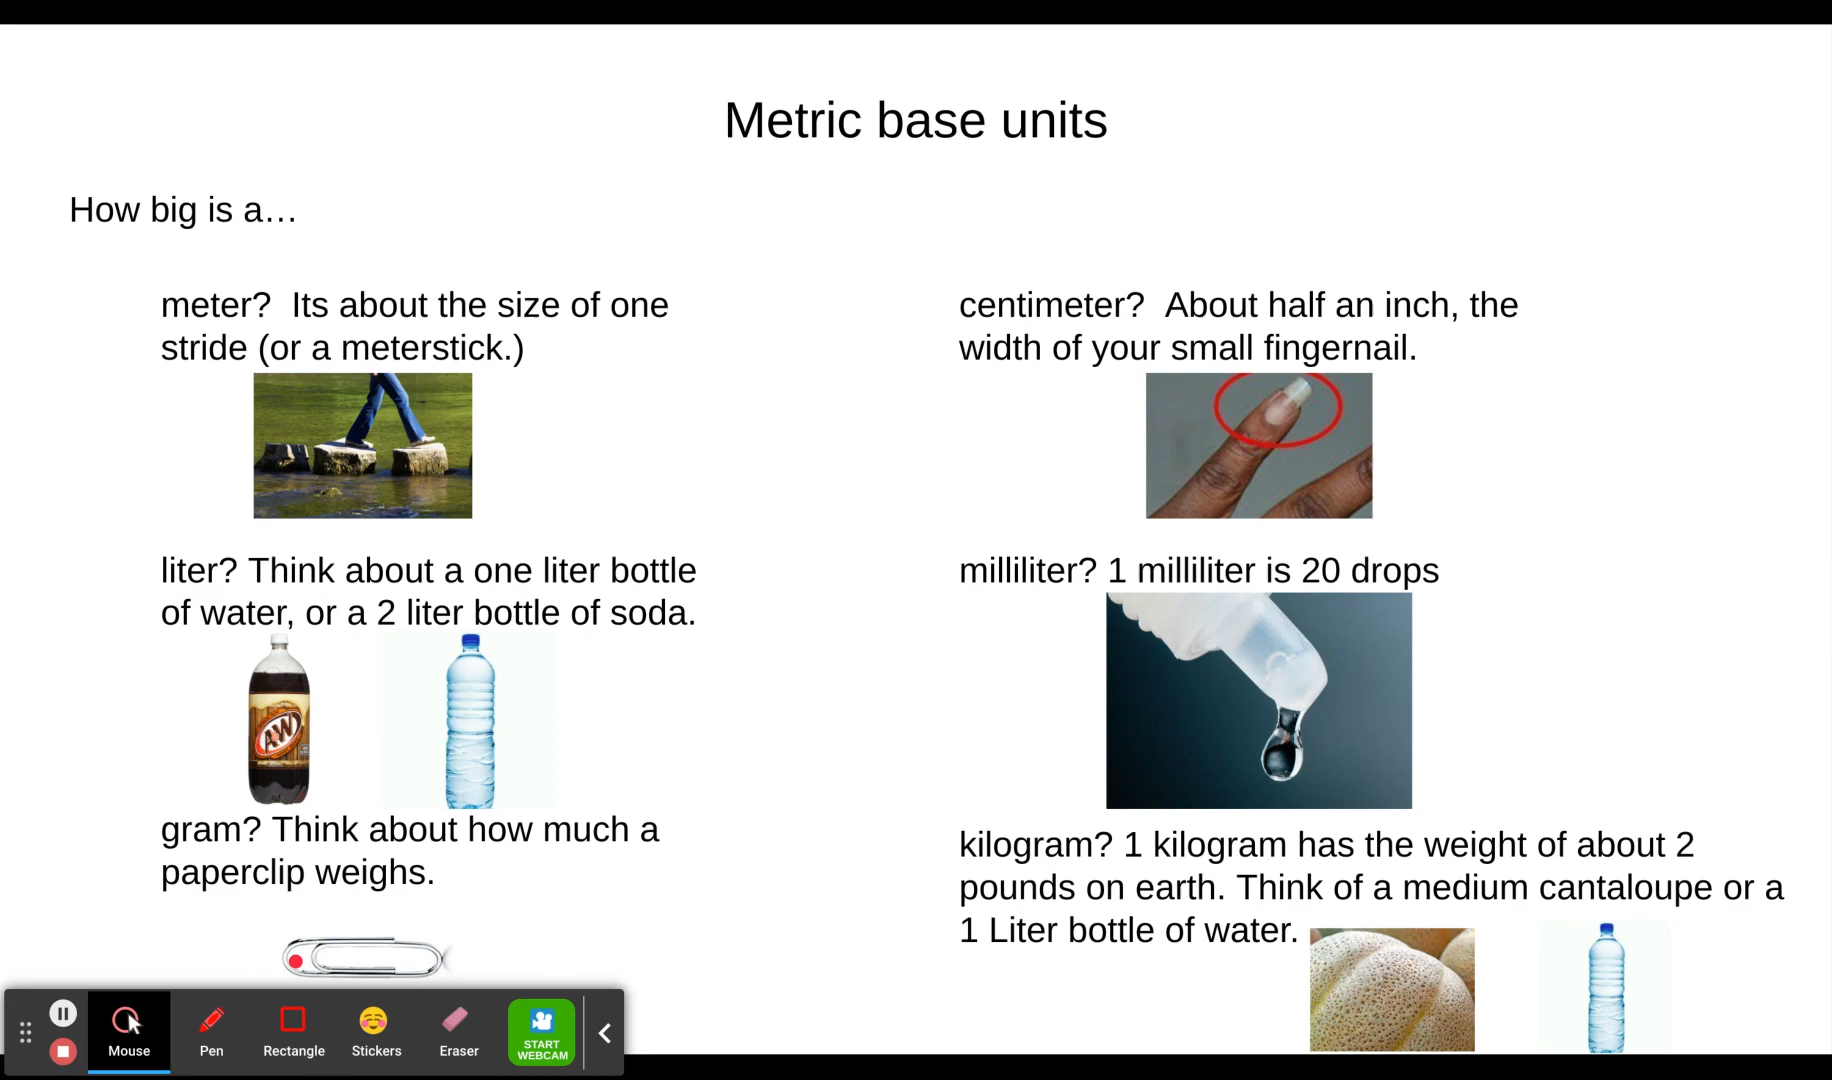 Metric base units
How big is a…
meter?  Its about the size of one
stride (or a meterstick.)
centimeter?  About half an inch, the
width of your small fingernail.
liter? Think about a one liter bottle
of water, or a 2 liter bottle of soda.
milliliter? 1 milliliter is 20 drops
A&W
gram? Think about how much a
paperclip weighs.
kilogram? 1 kilogram has the weight of about 2
pounds on earth. Think of a medium cantaloupe or a
1 Liter bottle of water.
Mouse
Pen
Rectangle
Stickers
Eraser
START
WEBCAM